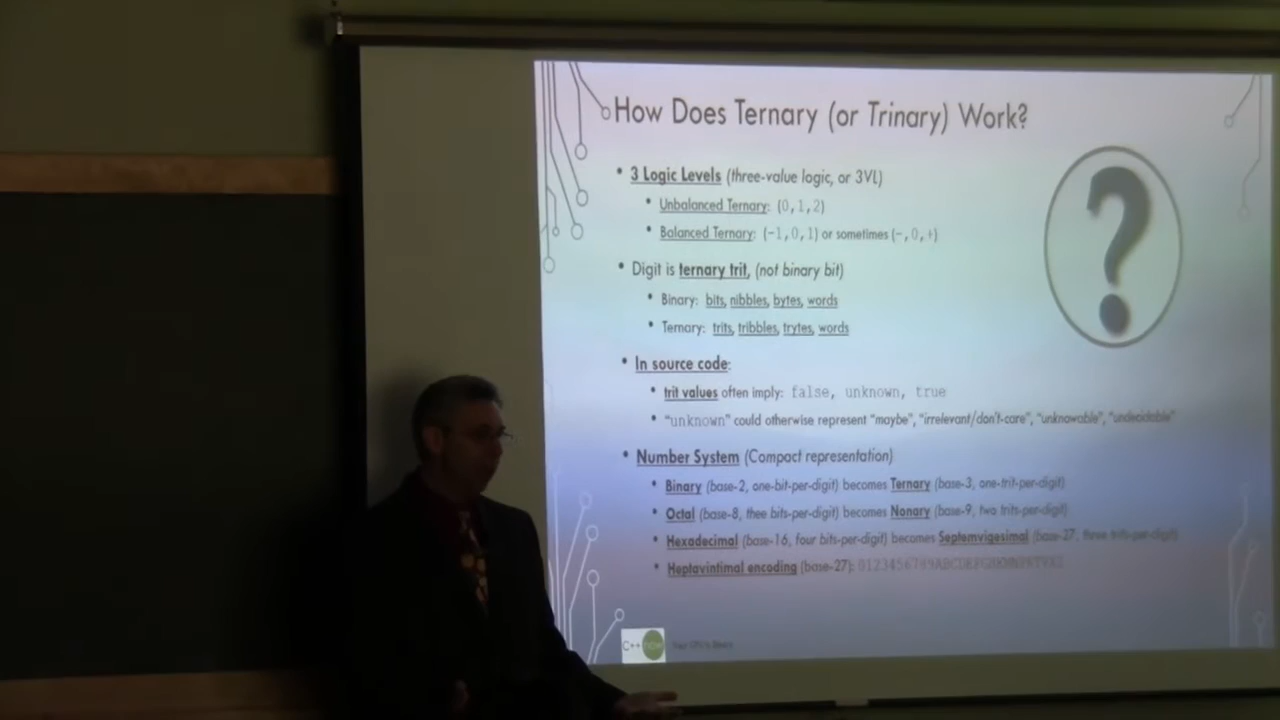 How Does Ternary (or Trinary) Work?
• 3 Logic Levels (three-value logic, or 3VL)
• Unbalanced Ternary: (0, 1, 2)
• Balanced Ternary: (-1, 0, 1) or sometimes (-, 0, +)
• Digit is ternary trit, (not binary bit)
• Binary: bits, nibbles, bytes, words
• Ternary: trits, tribbles, trytes, words
• In source code:
• trit values often imply: false, unknown, true
• "unknown" could otherwise represent "maybe", "irrelevant/don't-care", "unknowable", "undecidable"
• Number System (Compact representation)
• Binary (base-2, one-bit-per-digit) becomes Ternary (base-3, one-trit-per-digit)
• Octal (base-8, thee bits-per-digit) becomes Nonary (base-9, two trits-per-digit)
• Hexadecimal (base-16, four bits-per-digit) becomes Septemvigesimal (base-27, three trits-per-digit)
• Heptavintimal encoding (base-27):
C++